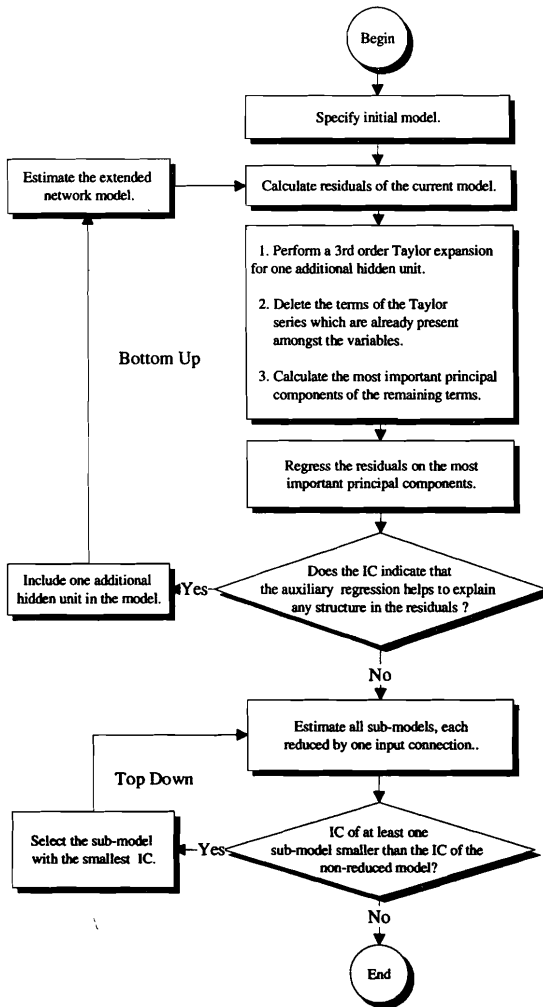 Begin
Specify initial model.
Estimate the extended
network model.
Calculate residuals of the current model.
1. Perform a 3rd order Taylor expansion
for one additional hidden unit.
2. Delete the terms of the Taylor
series which are already present
amongst the variables.
3. Calculate the most important principal
components of the remaining terms.
Bottom Up
Regress the residuals on the most
important principal components.
Does the IC indicate that
the auxiliary regression helps to explain
any structure in the residuals ?
Yes
Include one additional
hidden unit in the model.
No
Estimate all sub-models, each
reduced by one input connection..
Top Down
IC of at least one
sub-model smaller than the IC of the
non-reduced model?
Yes
Select the sub-model
with the smallest IC.
No
End